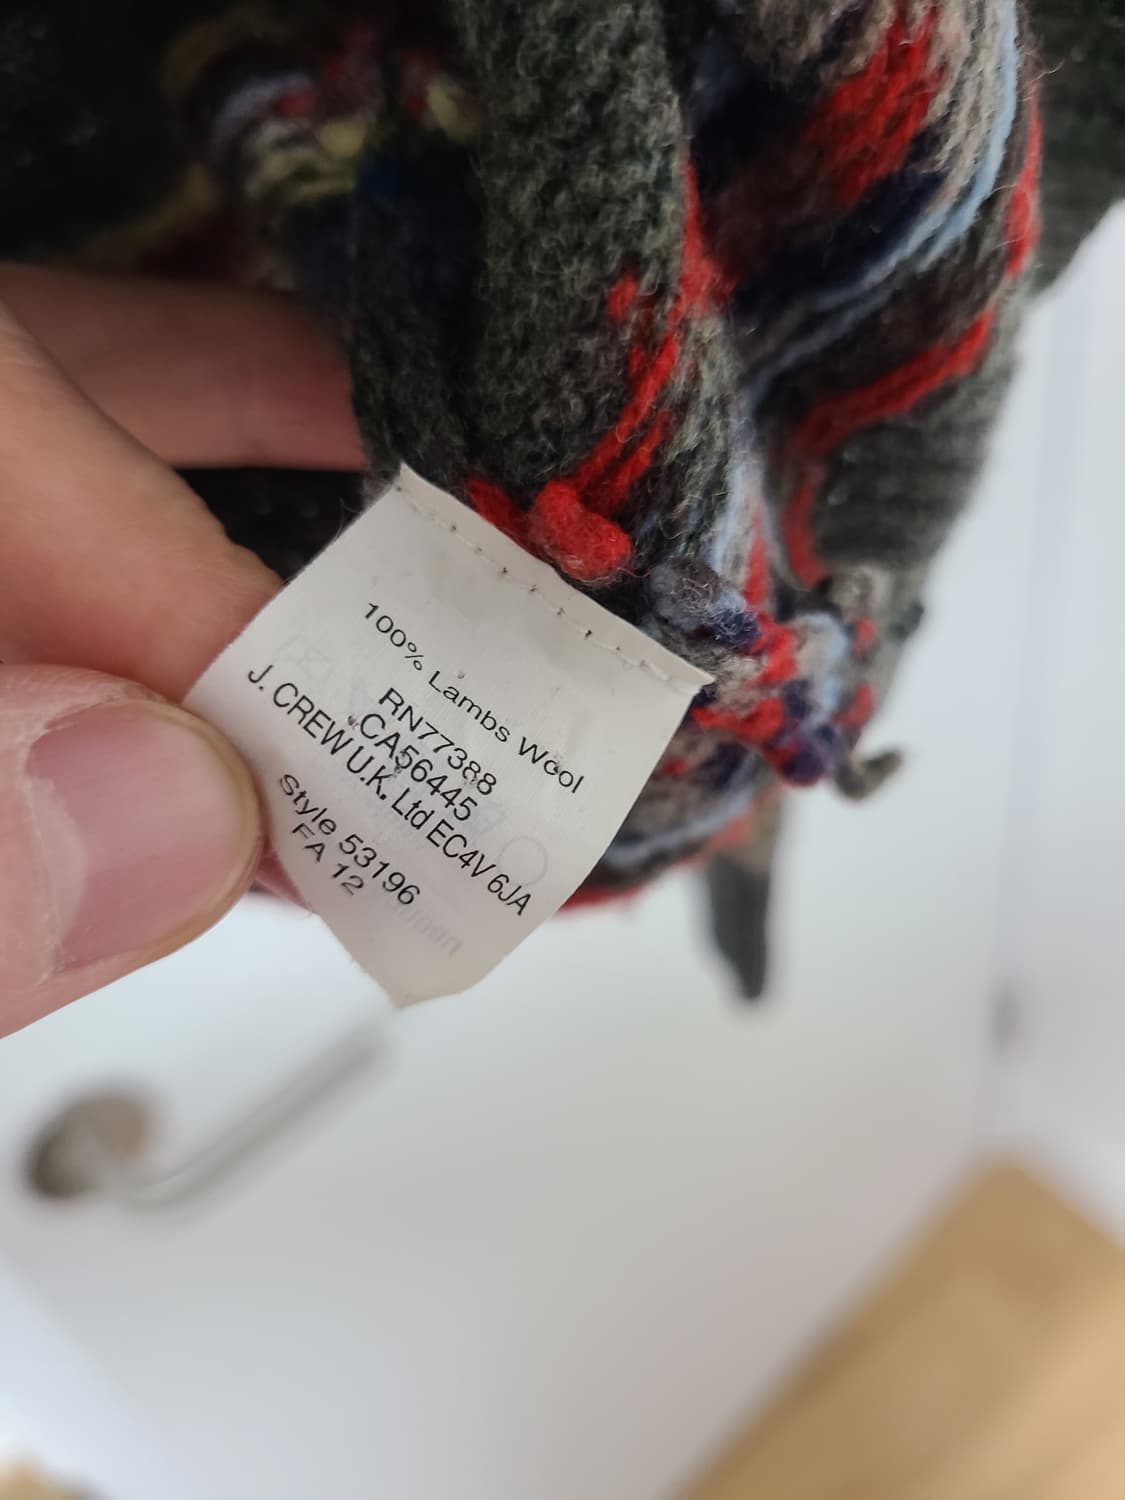 100% Lambs Wool
RN77388
CA56445
J. CREW U.K. Ltd EC4V 6JA
Style 53196
FA 12